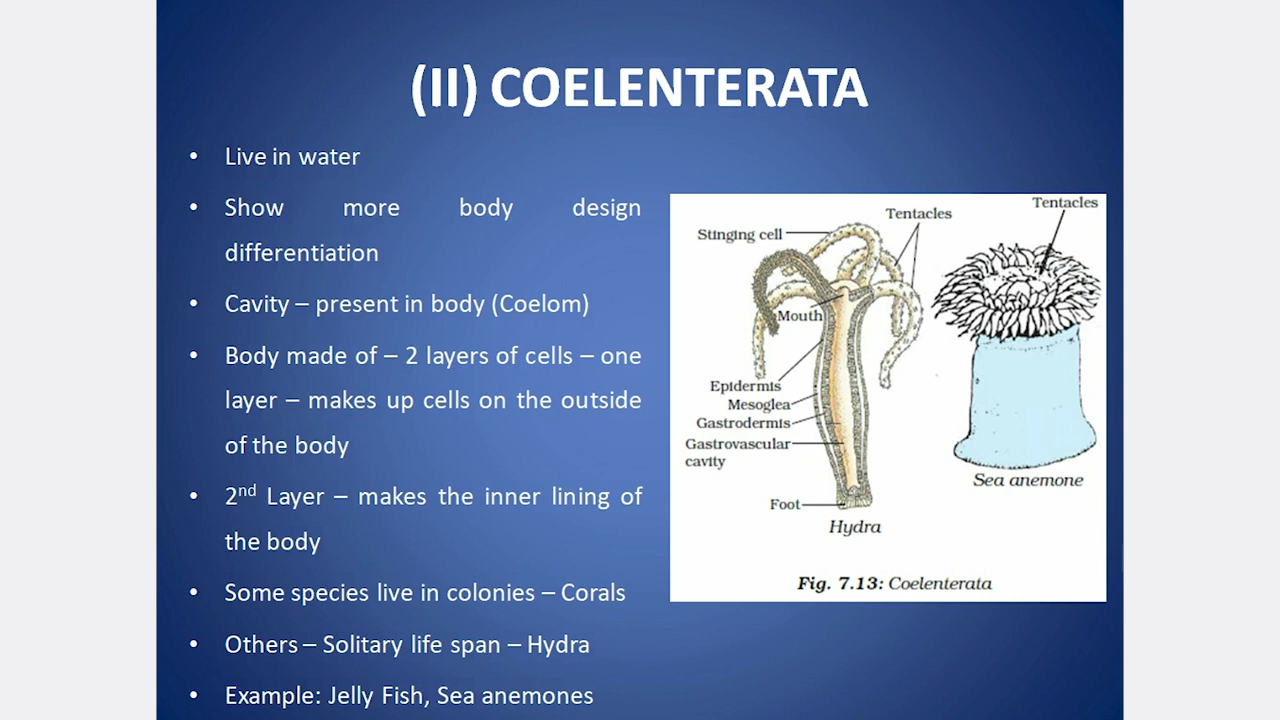 (II) COELENTERATA
• Live in water
• Show more body design
differentiation
• Cavity – present in body (Coelom)
• Body made of – 2 layers of cells – one
layer – makes up cells on the outside
of the body
• 2nd Layer – makes the inner lining of
the body
• Some species live in colonies – Corals
• Others – Solitary life span – Hydra
• Example: Jelly Fish, Sea anemones
Tentacles
Tentacles
Stinging cell
Mouth
Epidermis
Mesoglea
Gastrodermis
Gastrovascular
cavity
Foot
Hydra
Sea anemone
Fig. 7.13: Coelenterata